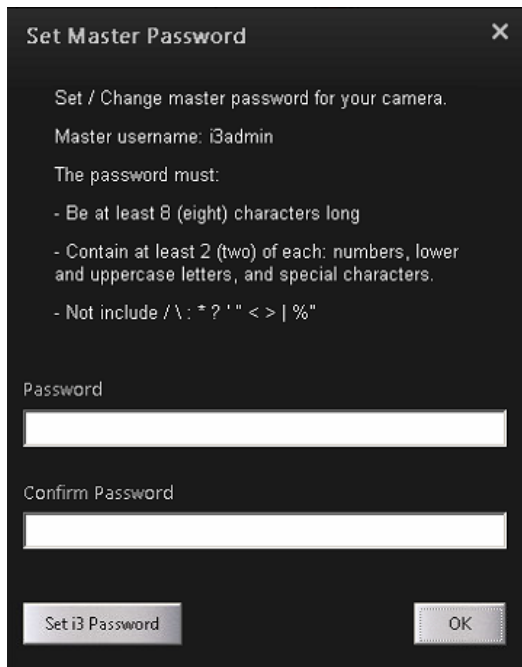 Set Master Password
Set / Change master password for your camera.
Master username: i3admin
The password must:
- Be at least 8 (eight) characters long
- Contain at least 2 (two) of each: numbers, lower
and uppercase letters, and special characters.
- Not include / \ : * ? ' " < > | %"
Password
Confirm Password
Set i3 Password
OK